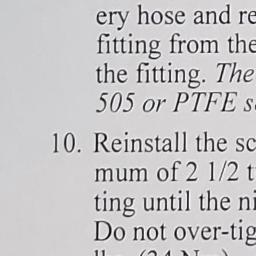 ery hose and re
fitting from the
the fitting. The
505 or PTFE s
10. Reinstall the sc
mum of 2 1/2 t
ting until the ni
Do not over-tig